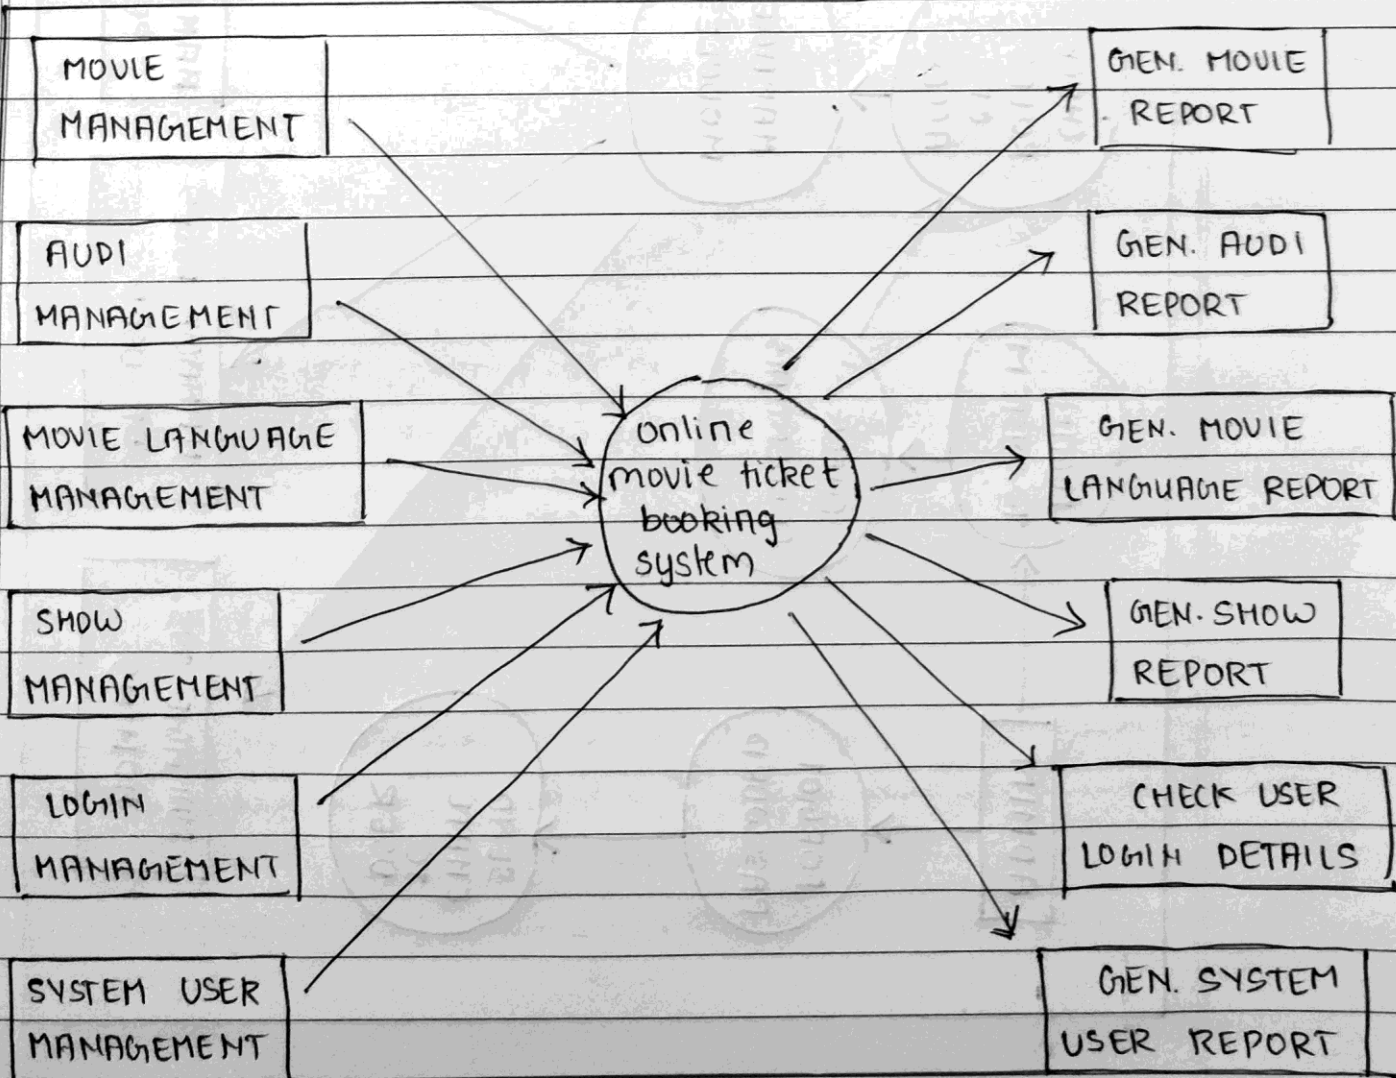 MOVIE
MANAGEMENT
AUDI
MANAGEMENT
MOVIE LANGUAGE
MANAGEMENT
SHOW
MANAGEMENT
LOGIN
MANAGEMENT
SYSTEM USER
MANAGEMENT
online
movie ticket
booking
system
GEN. MOVIE
REPORT
GEN. AUDI
REPORT
GEN. MOVIE
LANGUAGE REPORT
GEN. SHOW
REPORT
CHECK USER
LOGIN DETAILS
GEN. SYSTEM
USER REPORT